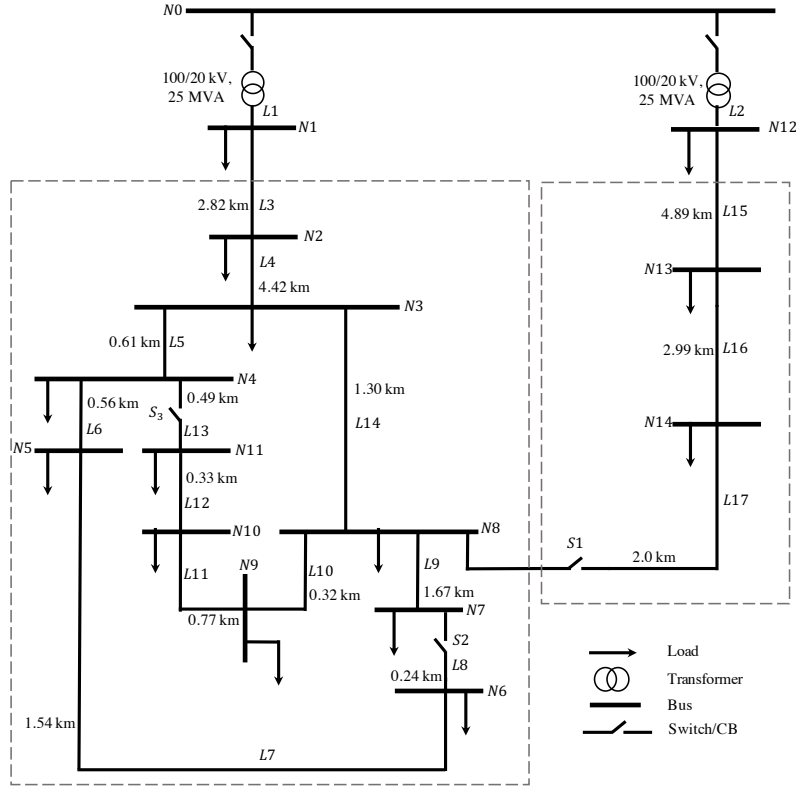 N0
100/20 kV,
25 MVA
100/20 kV,
25 MVA
L1
L2
N1
N12
2.82 km
L3
4.89 km
L15
N2
L4
4.42 km
N13
N3
0.61 km
L5
2.99 km
L16
1.30 km
L14
N4
0.56 km
0.49 km
S3
L6
L13
N14
N5
N11
0.33 km
L12
L17
N10
N8
S1
2.0 km
L11
N9
L10
0.32 km
L9
1.67 km
0.77 km
N7
S2
0.24 km
L8
N6
1.54 km
L7
Load
Transformer
Bus
Switch/CB